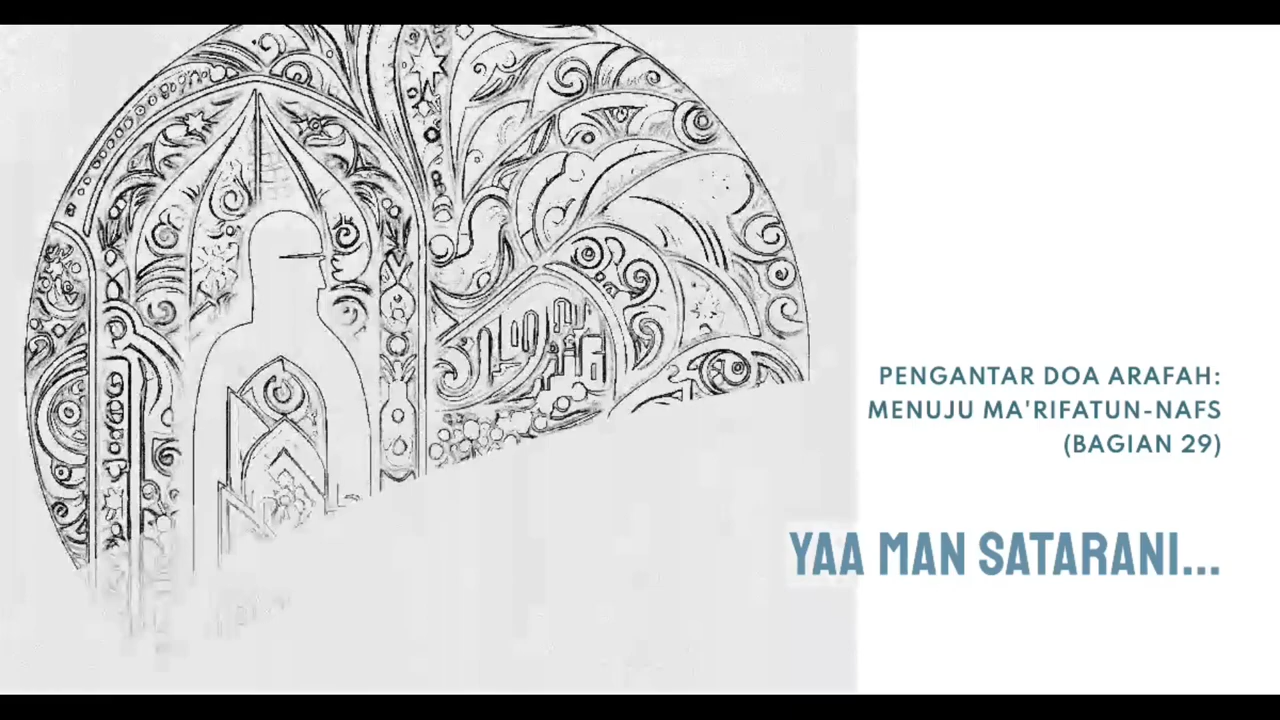 PENGANTAR DOA ARAFAH:
MENUJU MA'RIFATUN-NAFS
(BAGIAN 29)
YAA MAN SATARANI...